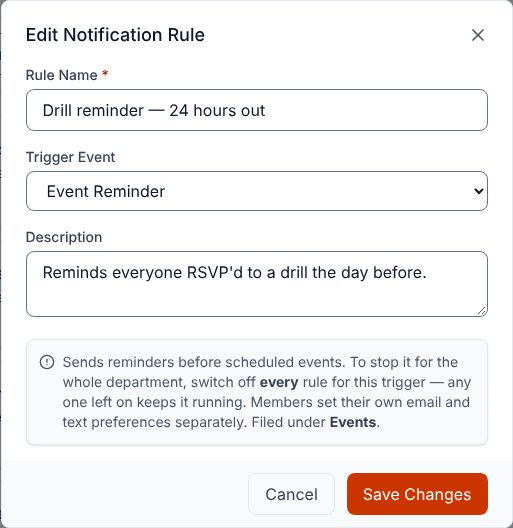 Edit Notification Rule
Rule Name *
Drill reminder — 24 hours out
Trigger Event
Event Reminder
Description
Reminds everyone RSVP'd to a drill the day before.
Sends reminders before scheduled events. To stop it for the
whole department, switch off every rule for this trigger — any
one left on keeps it running. Members set their own email and
text preferences separately. Filed under Events.
Cancel
Save Changes